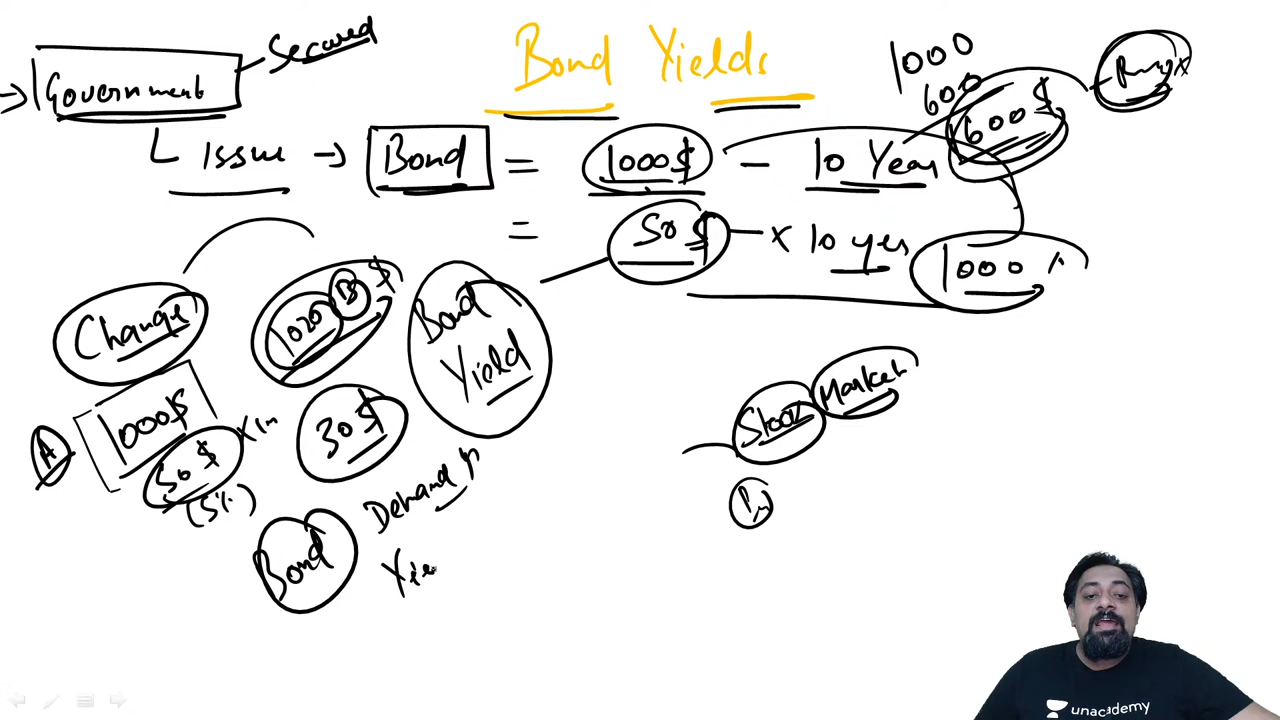 Bond Yields
Secured
Government
1000
600
600 $
L Issue → Bond = 1000$ - 10 Year
= 50 $ - x 10 yes
1000
Change
1020 B $
Bond
Yield
A
1000$
50 $
(5%)
30 $
Stock Market
Demand ↑
Bond
Yie
unacademy